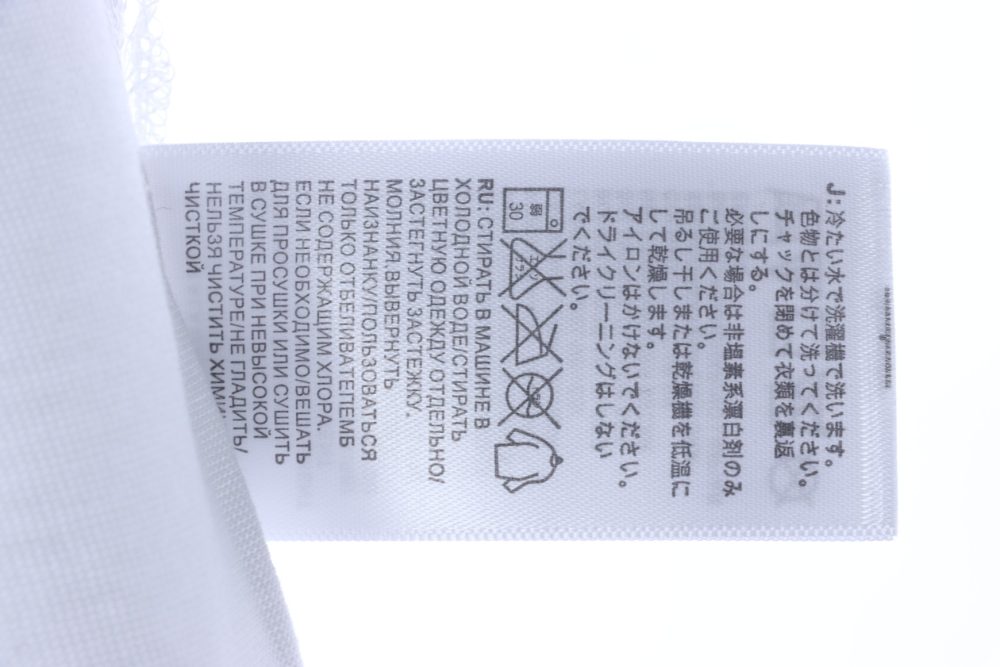 J: 冷たい水で洗濯機で洗います。
色物とは分けて洗ってください。
チャックを閉めて衣類を裏返
しにする。
必要な場合は非塩素系漂白剤のみ
ご使用ください。
吊るし干しまたは乾燥機を低温に
して乾燥します。
アイロンはかけないでください。
ドライクリーニングはしない
でください。
弱
30
エンソ
サラシ
RU: СТИРАТЬ В МАШИНЕ В
ХОЛОДНОЙ ВОДЕ/СТИРАТЬ
ЦВЕТНУЮ ОДЕЖДУ ОТДЕЛЬНО/
ЗАСТЕГНУТЬ ЗАСТЕЖКУ.
МОЛНИЯ,ВЫВЕРНУТЬ
НАИЗНАНКУ/ПОЛЬЗОВАТЬСЯ
ТОЛЬКО ОТБЕЛИВАТЕПЕМБ
НЕ СОДЕРЖАЩИМ ХЛОРА.
ЕСЛИ НЕОБХОДИМО/ВЕШАТЬ
ДЛЯ ПРОСУШКИ ИЛИ СУШИТЬ
В СУШКЕ ПРИ НЕВЫСОКОЙ
ТЕМПЕРАТУРЕ/НЕ ГЛАДИТЬ/
НЕЛЬЗЯ ЧИСТИТЬ
ЧИСТКОЙ